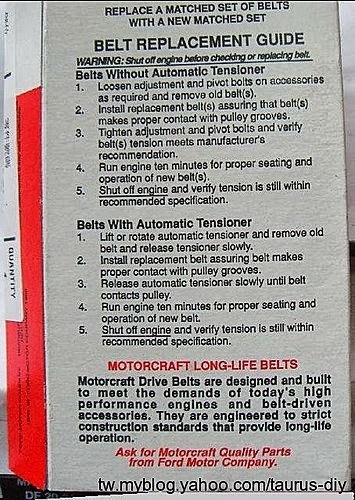 REPLACE A MATCHED SET OF BELTS
WITH A NEW MATCHED SET
BELT REPLACEMENT GUIDE
WARNING: Shut off engine before checking or replacing belt.
Belts Without Automatic Tensioner
1. Loosen adjustment and pivot bolts on accessories
as required and remove old belt(s).
2. Install replacement belt(s) assuring that belt(s)
makes proper contact with pulley grooves.
3. Tighten adjustment and pivot bolts and verify
belt(s) tension meets manufacturer's
recommendation.
4. Run engine ten minutes for proper seating and
operation of new belt(s).
5. Shut off engine and verify tension is still within
recommended specification.
Belts With Automatic Tensioner
1. Lift or rotate automatic tensioner and remove old
belt and release tensioner slowly.
2. Install replacement belt assuring belt makes
proper contact with pulley grooves.
3. Release automatic tensioner slowly until belt
contacts pulley.
4. Run engine ten minutes for proper seating and
operation of new belt.
5. Shut off engine and verify tension is still within
recommended specification.
MOTORCRAFT LONG-LIFE BELTS
Motorcraft Drive Belts are designed and built
to meet the demands of today's high
performance engines and belt-driven
accessories. They are engineered to strict
construction standards that provide long-life
operation.
Ask for Motorcraft Quality Parts
from Ford Motor Company.
QUANTITY
tw.myblog.yahoo.com/taurus-diy